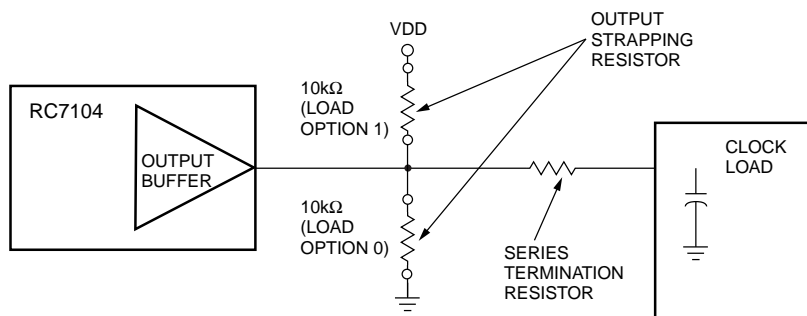 OUTPUT
STRAPPING
RESISTOR
VDD
10kΩ
(LOAD
OPTION 1)
RC7104
OUTPUT
BUFFER
CLOCK
LOAD
10kΩ
(LOAD
OPTION 0)
SERIES
TERMINATION
RESISTOR